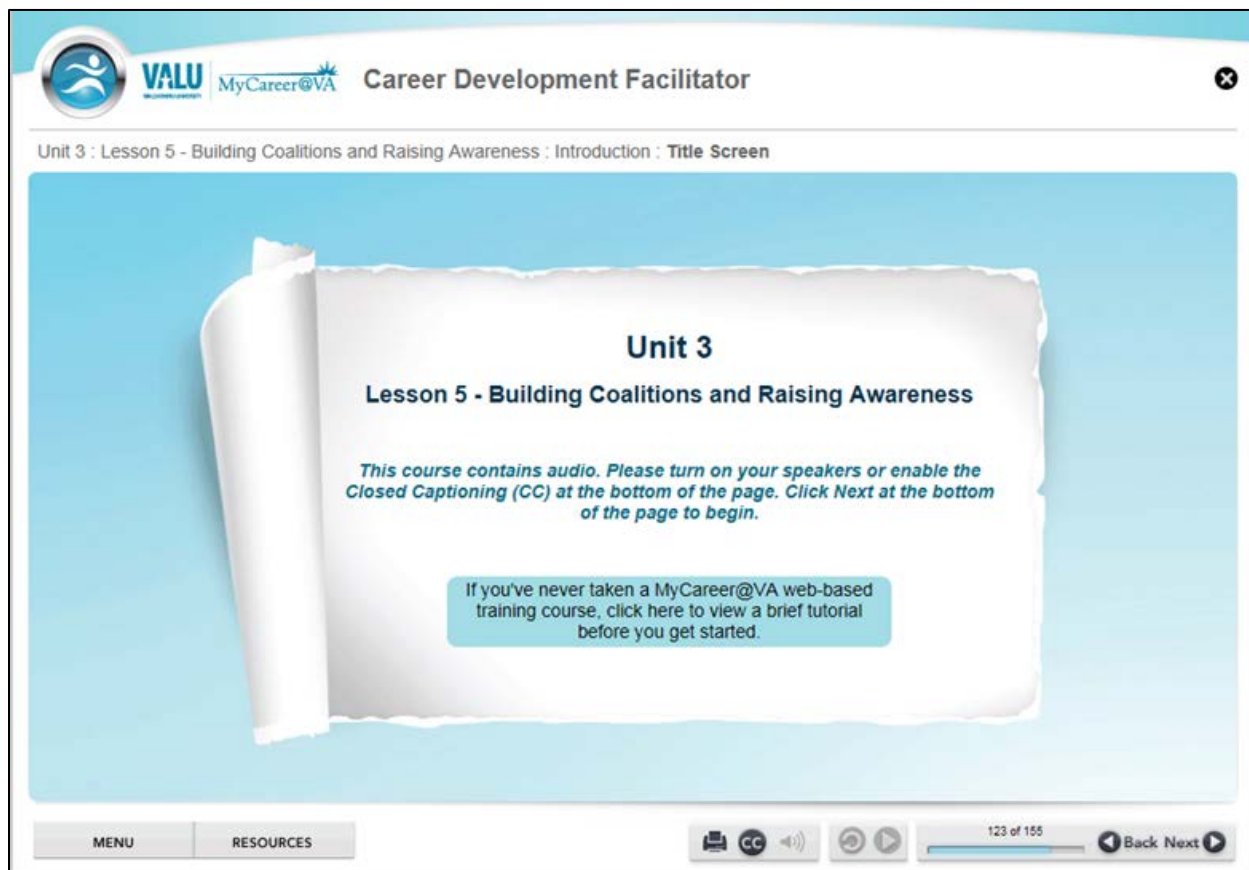 VALU MyCareer@VA Career Development Facilitator
Unit 3 : Lesson 5 - Building Coalitions and Raising Awareness : Introduction : Title Screen
Unit 3
Lesson 5 - Building Coalitions and Raising Awareness
This course contains audio. Please turn on your speakers or enable the
Closed Captioning (CC) at the bottom of the page. Click Next at the bottom
of the page to begin.
If you've never taken a MyCareer@VA web-based
training course, click here to view a brief tutorial
before you get started.
MENU RESOURCES CC 123 of 155 Back Next